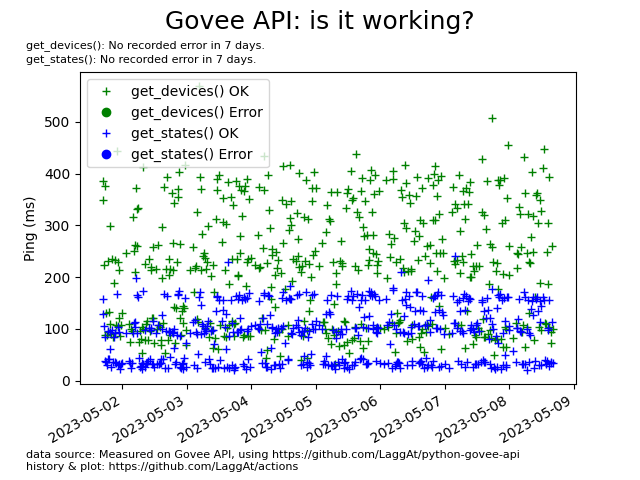 Govee API: is it working?
get_devices(): No recorded error in 7 days.
get_states(): No recorded error in 7 days.
get_devices() OK
get_devices() Error
get_states() OK
get_states() Error
Ping (ms)
500
400
300
200
100
0
2023-05-02
2023-05-03
2023-05-04
2023-05-05
2023-05-06
2023-05-07
2023-05-08
2023-05-09
data source: Measured on Govee API, using https://github.com/LaggAt/python-govee-api
history & plot: https://github.com/LaggAt/actions